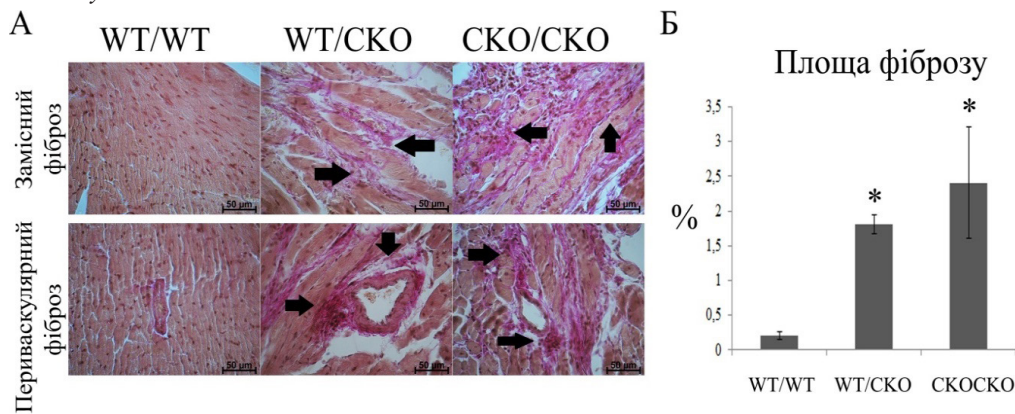 А
WT/WT WT/CKO CKO/CKO
Замісний
фіброз
50 µm 50 µm 50 µm
Периваскулярний
фіброз
50 µm 50 µm 50 µm
Б
Площа фіброзу
%
3,5
3
2,5
2
1,5
1
0,5
0
* *
WT/WT WT/CKO CKOCKO